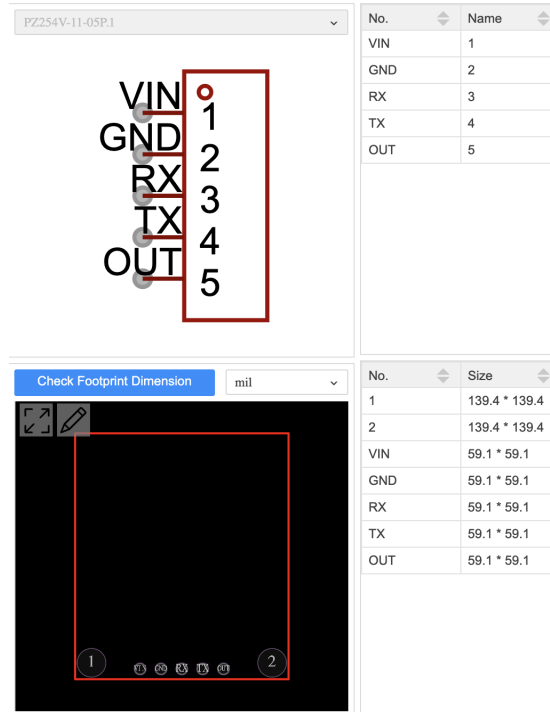 PZ254V-11-05P.1
No. Name
VIN 1
GND 2
RX 3
TX 4
OUT 5
VIN
1
GND
2
RX
3
TX
4
OUT
5
Check Footprint Dimension mil
No. Size
1 139.4 * 139.4
2 139.4 * 139.4
VIN 59.1 * 59.1
GND 59.1 * 59.1
RX 59.1 * 59.1
TX 59.1 * 59.1
OUT 59.1 * 59.1
1 GND RX TX OUT 2